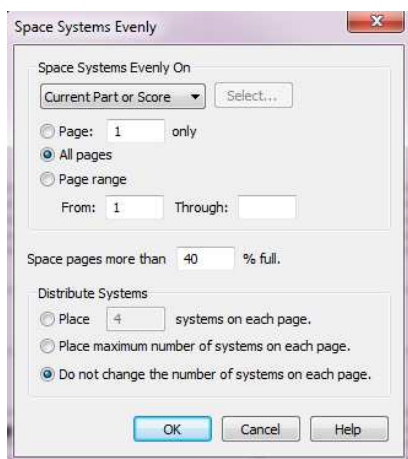 Space Systems Evenly
Space Systems Evenly On
Current Part or Score Select...
Page: 1 only
All pages
Page range
From: 1 Through:
Space pages more than 40 % full.
Distribute Systems
Place 4 systems on each page.
Place maximum number of systems on each page.
Do not change the number of systems on each page.
OK Cancel Help